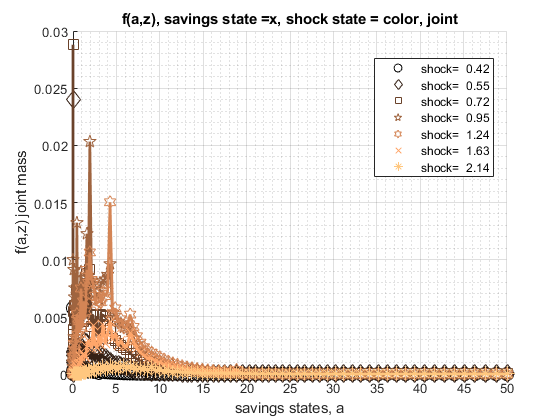 f(a,z), savings state =x, shock state = color, joint
0.03
0.025
0.02
0.015
0.01
0.005
0
f(a,z) joint mass
shock= 0.42
shock= 0.55
shock= 0.72
shock= 0.95
shock= 1.24
shock= 1.63
shock= 2.14
0 5 10 15 20 25 30 35 40 45 50
savings states, a